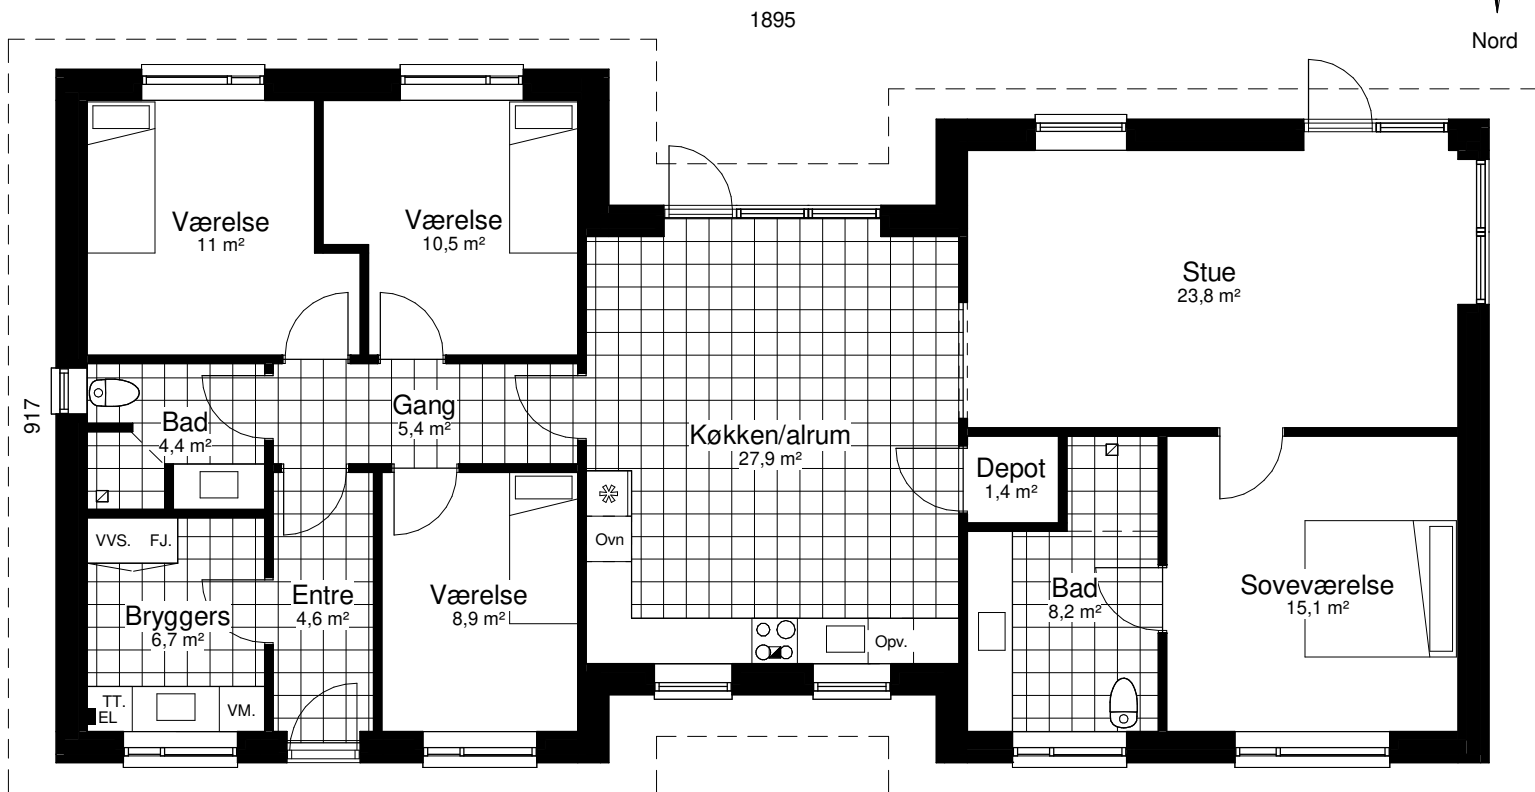 1895
Nord
Værelse
11 m²
Værelse
10,5 m²
Stue
23,8 m²
917
Bad
4,4 m²
Gang
5,4 m²
Køkken/alrum
27,9 m²
Depot
1,4 m²
VVS. FJ.
Ovn
Bryggers
6,7 m²
Entre
4,6 m²
Værelse
8,9 m²
Bad
8,2 m²
Soveværelse
15,1 m²
Opv.
TT.
EL
VM.